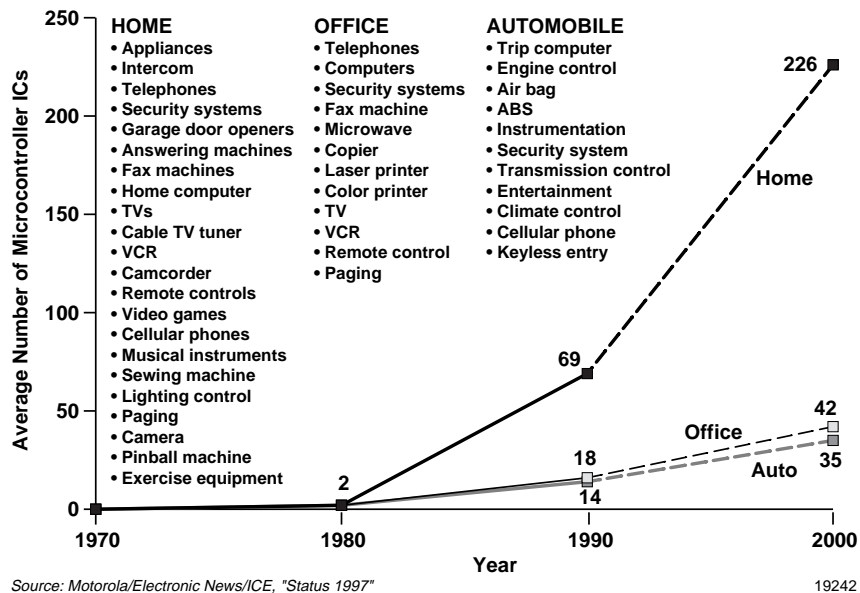 Average Number of Microcontroller ICs
250
200
150
100
50
0
HOME
• Appliances
• Intercom
• Telephones
• Security systems
• Garage door openers
• Answering machines
• Fax machines
• Home computer
• TVs
• Cable TV tuner
• VCR
• Camcorder
• Remote controls
• Video games
• Cellular phones
• Musical instruments
• Sewing machine
• Lighting control
• Paging
• Camera
• Pinball machine
• Exercise equipment
OFFICE
• Telephones
• Computers
• Security systems
• Fax machine
• Microwave
• Copier
• Laser printer
• Color printer
• TV
• VCR
• Remote control
• Paging
AUTOMOBILE
• Trip computer
• Engine control
• Air bag
• ABS
• Instrumentation
• Security system
• Transmission control
• Entertainment
• Climate control
• Cellular phone
• Keyless entry
226
Home
69
2
18
14
Office
42
Auto
35
1970
1980
1990
2000
Year
Source: Motorola/Electronic News/ICE, "Status 1997"
19242